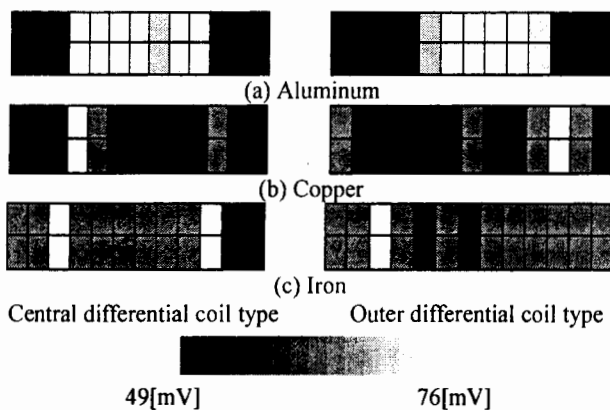 (a) Aluminum
(b) Copper
(c) Iron
Central differential coil type Outer differential coil type
49[mV] 76[mV]